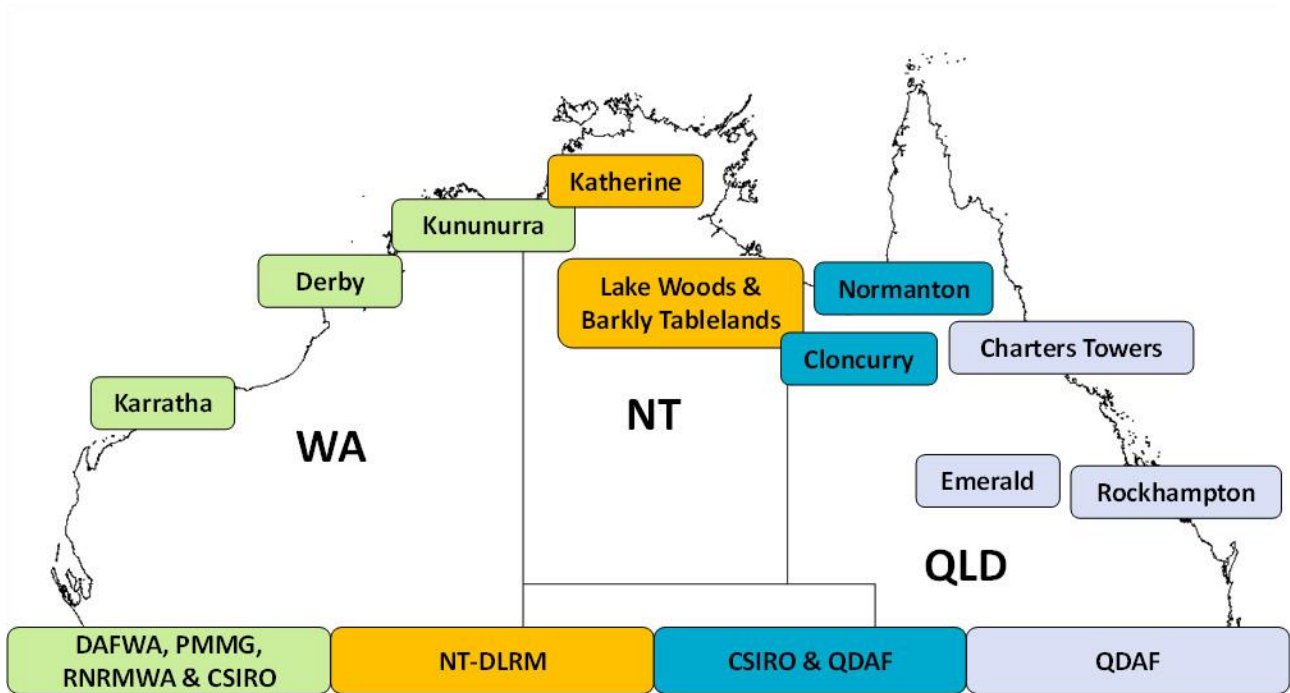 Katherine
Kununurra
Derby
Lake Woods &
Barkly Tablelands
Normanton
Charters Towers
Cloncurry
Karratha
NT
WA
Emerald
Rockhampton
QLD
DAFWA, PMMG,
RNRMWA & CSIRO
NT-DLRM
CSIRO & QDAF
QDAF